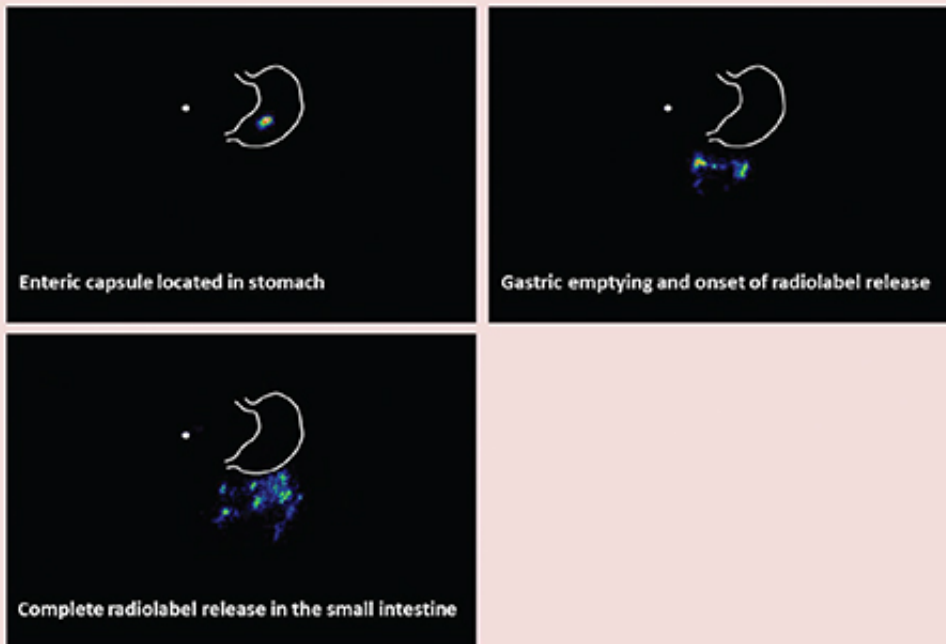 Enteric capsule located in stomach
Gastric emptying and onset of radiolabel release
Complete radiolabel release in the small intestine